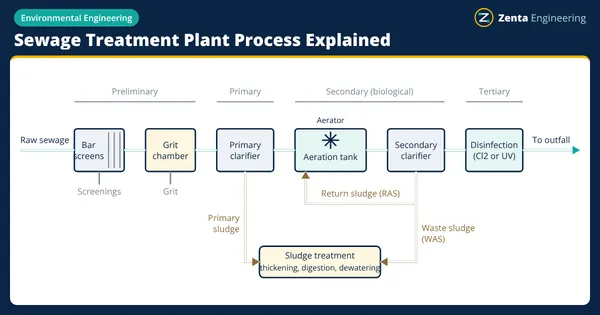 Environmental Engineering
Zenta Engineering
Sewage Treatment Plant Process Explained
Preliminary
Primary
Secondary (biological)
Tertiary
Aerator
Raw sewage
Bar
screens
Grit
chamber
Primary
clarifier
Aeration tank
Secondary
clarifier
Disinfection
(Cl2 or UV)
To outfall
Screenings
Grit
Return sludge (RAS)
Primary
sludge
Waste sludge
(WAS)
Sludge treatment
thickening, digestion, dewatering